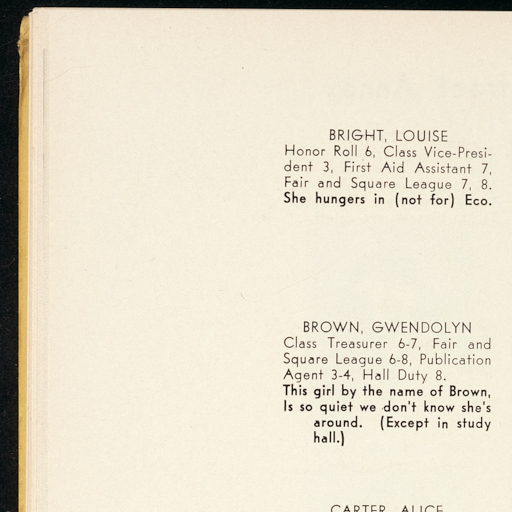 BRIGHT, LOUISE
Honor Roll 6, Class Vice-Presi-
dent 3, First Aid Assistant 7,
Fair and Square League 7, 8.
She hungers in (not for) Eco.
BROWN, GWENDOLYN
Class Treasurer 6-7, Fair and
Square League 6-8, Publication
Agent 3-4, Hall Duty 8.
This girl by the name of Brown,
Is so quiet we don't know she's
around. (Except in study
hall.)
CARTER, ALICE